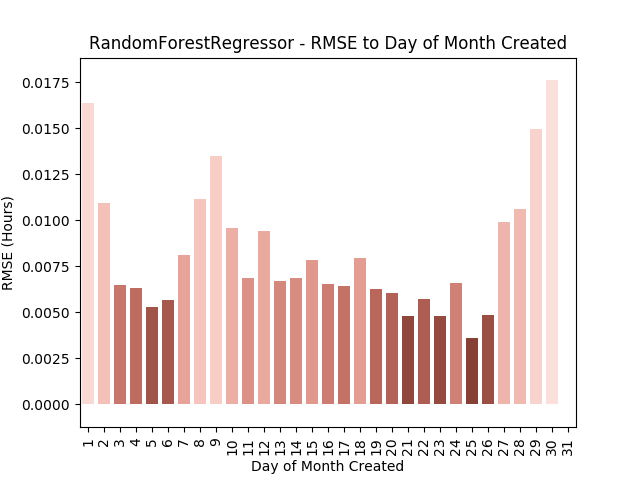 RandomForestRegressor - RMSE to Day of Month Created
0.0175
0.0150
0.0125
0.0100
0.0075
0.0050
0.0025
0.0000
RMSE (Hours)
1 2 3 4 5 6 7 8 9 10 11 12 13 14 15 16 17 18 19 20 21 22 23 24 25 26 27 28 29 30 31
Day of Month Created